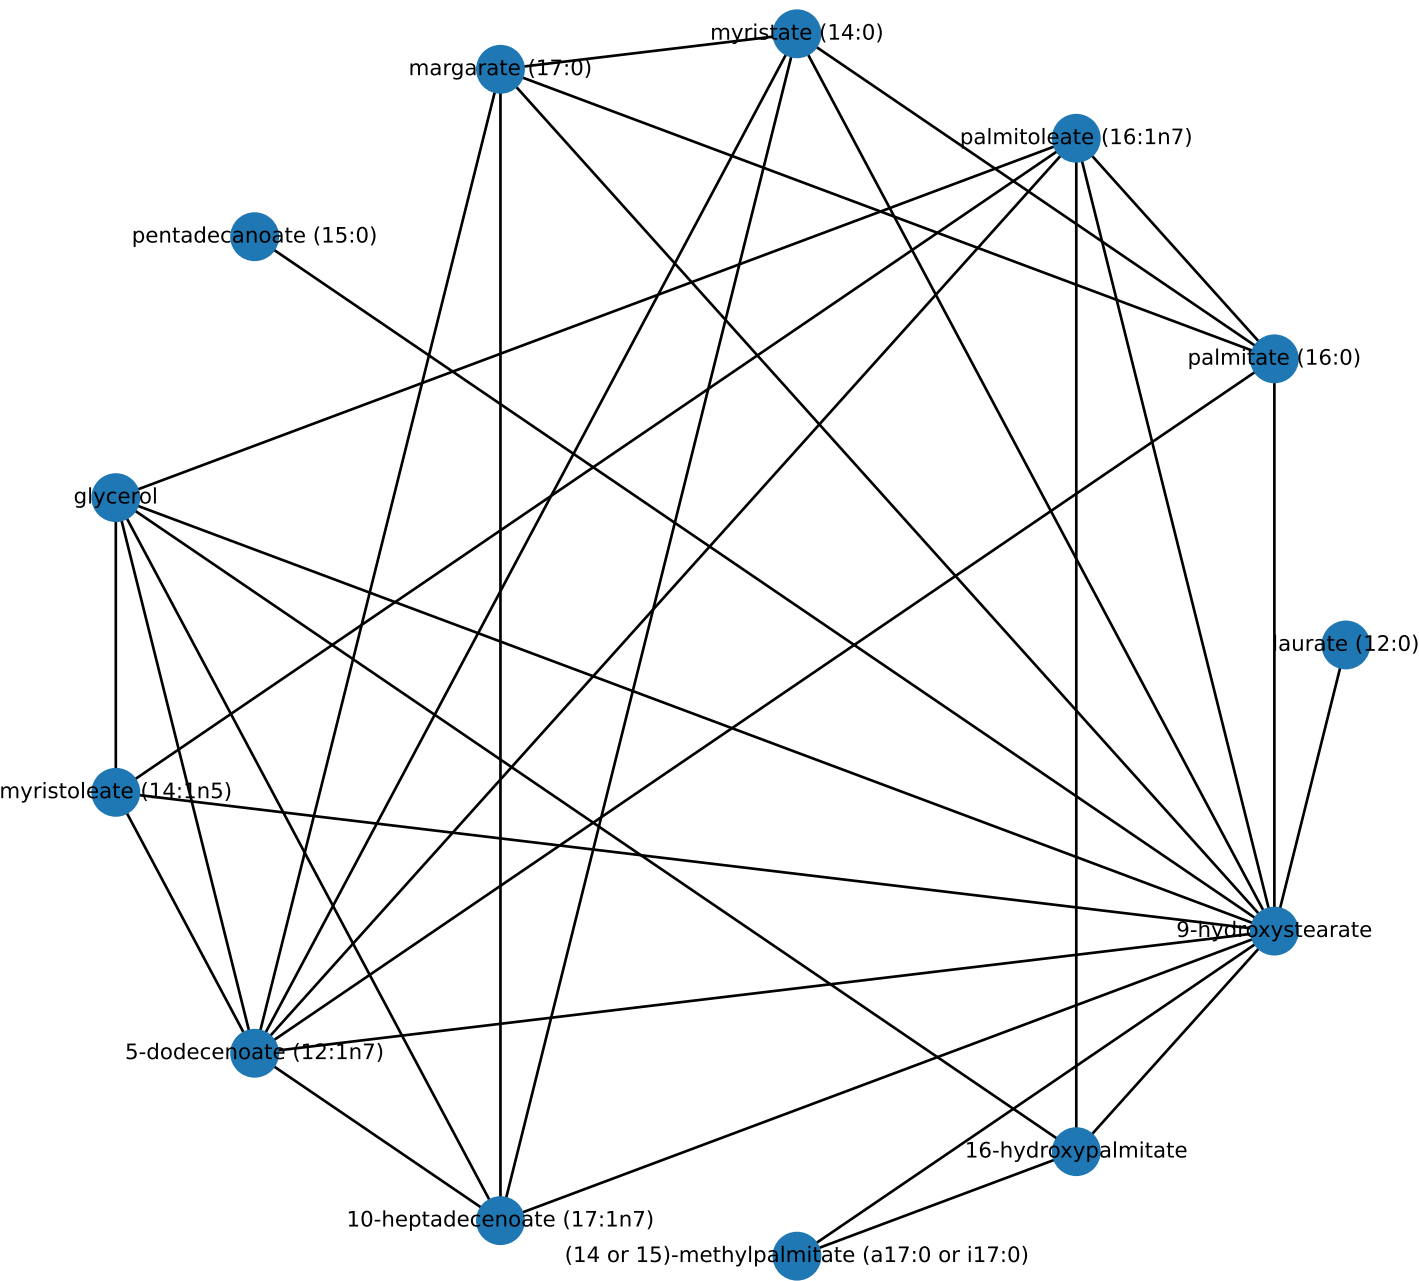 myristate (14:0)
margarate (17:0)
palmitoleate (16:1n7)
pentadecanoate (15:0)
palmitate (16:0)
glycerol
laurate (12:0)
myristoleate (14:1n5)
9-hydroxystearate
5-dodecenoate (12:1n7)
16-hydroxypalmitate
10-heptadecenoate (17:1n7)
(14 or 15)-methylpalmitate (a17:0 or i17:0)